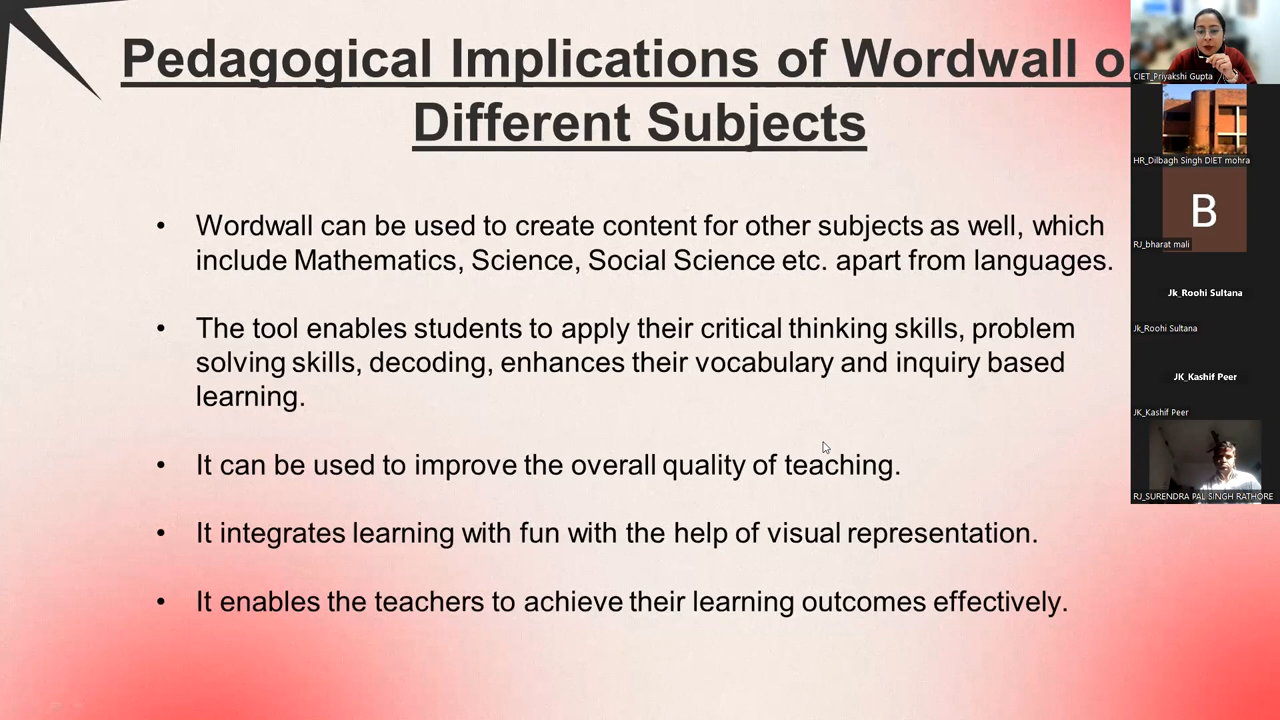 Pedagogical Implications of Wordwall o
Different Subjects
• Wordwall can be used to create content for other subjects as well, which
include Mathematics, Science, Social Science etc. apart from languages.
• The tool enables students to apply their critical thinking skills, problem
solving skills, decoding, enhances their vocabulary and inquiry based
learning.
• It can be used to improve the overall quality of teaching.
• It integrates learning with fun with the help of visual representation.
• It enables the teachers to achieve their learning outcomes effectively.
CIET_Priyakshi Gupta
HR_Dilbagh Singh DIET mohra
B
RJ_bharat mali
Jk_Roohi Sultana
Jk_Roohi Sultana
JK_Kashif Peer
JK_Kashif Peer
RJ_SURENDRA PAL SINGH RATHORE